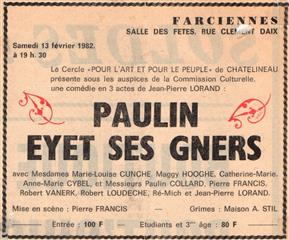 FARCIENNES
SALLE DES FETES, RUE CLEMENT DAIX
Samedi 13 février 1982.
à 19 h. 30
Le Cercle «POUR L'ART ET POUR LE PEUPLE» de CHATELINEAU
présente sous les auspices de la Commission Culturelle,
une comédie en 3 actes de Jean-Pierre LORAND :
PAULIN
EYET SES GNERS
avec Mesdames Marie-Louise CUNCHE, Maggy HOOGHE, Catherine-Marie,
Anne-Marie CYBEL, et Messieurs Paulin COLLARD, Pierre FRANCIS,
Robert VANERK, Robert LOUDECHE, Ré-Mich et Jean-Pierre LORAND.
Mise en scène : Pierre FRANCIS Grimes : Maison A. STIL
Entrée : 100 F Etudiants et 3e âge : 80 F